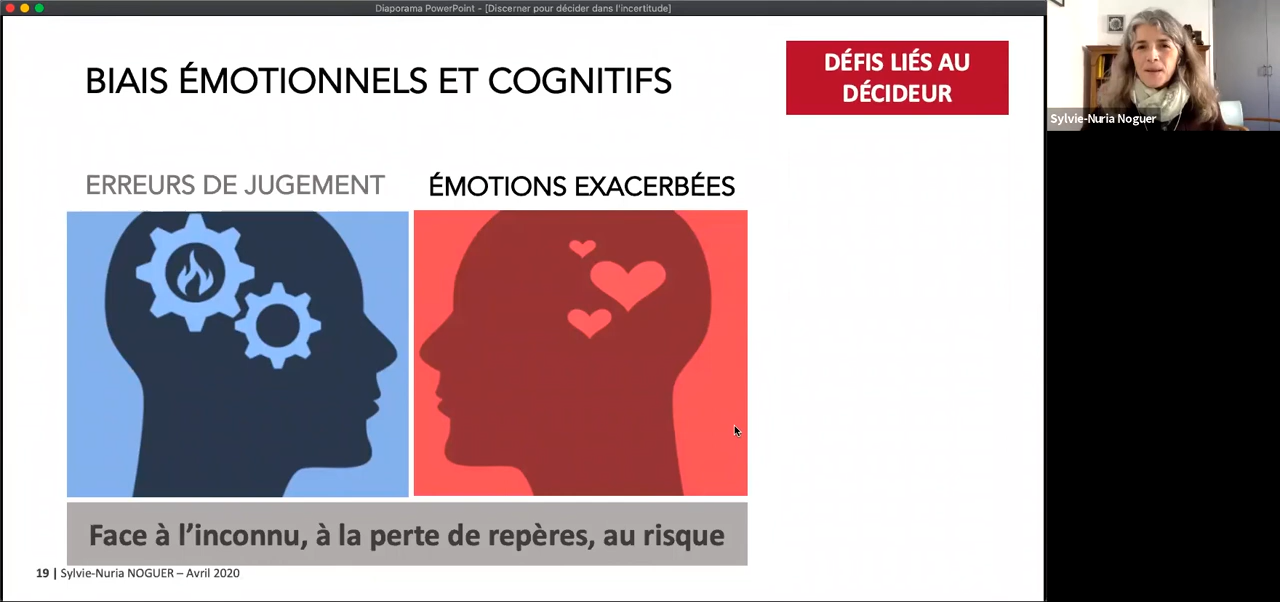 Diaporama PowerPoint - [Discerner pour décider dans l'incertitude]
BIAIS ÉMOTIONNELS ET COGNITIFS
DÉFIS LIÉS AU
DÉCIDEUR
Sylvie-Nuria Noguer
ERREURS DE JUGEMENT
ÉMOTIONS EXACERBÉES
Face à l’inconnu, à la perte de repères, au risque
19 | Sylvie-Nuria NOGUER – Avril 2020